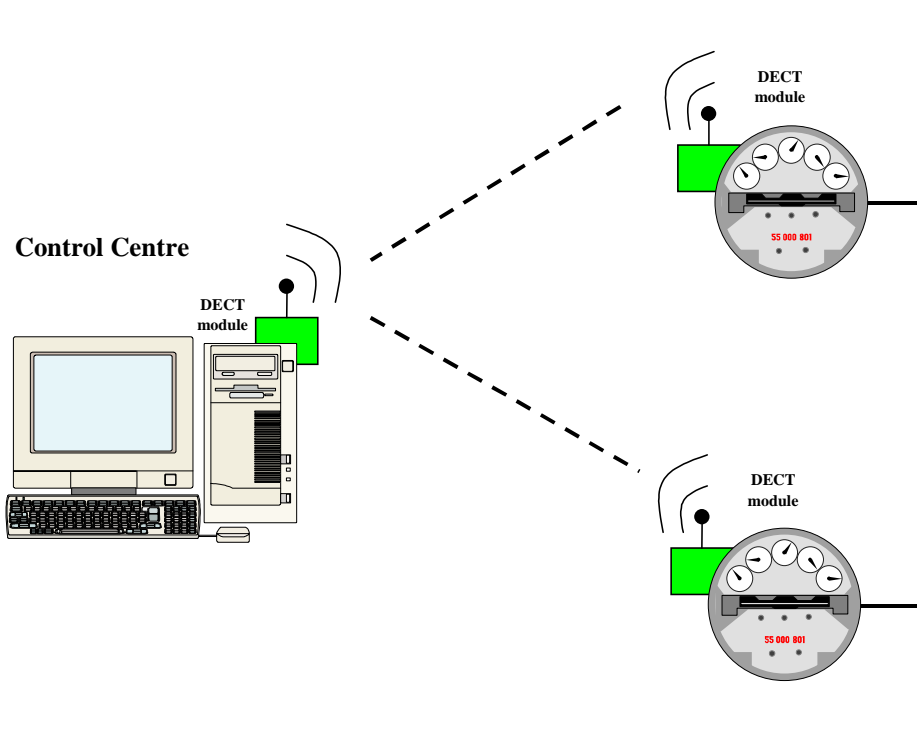 DECT
module
55 000 801
Control Centre
DECT
module
DECT
module
55 000 801